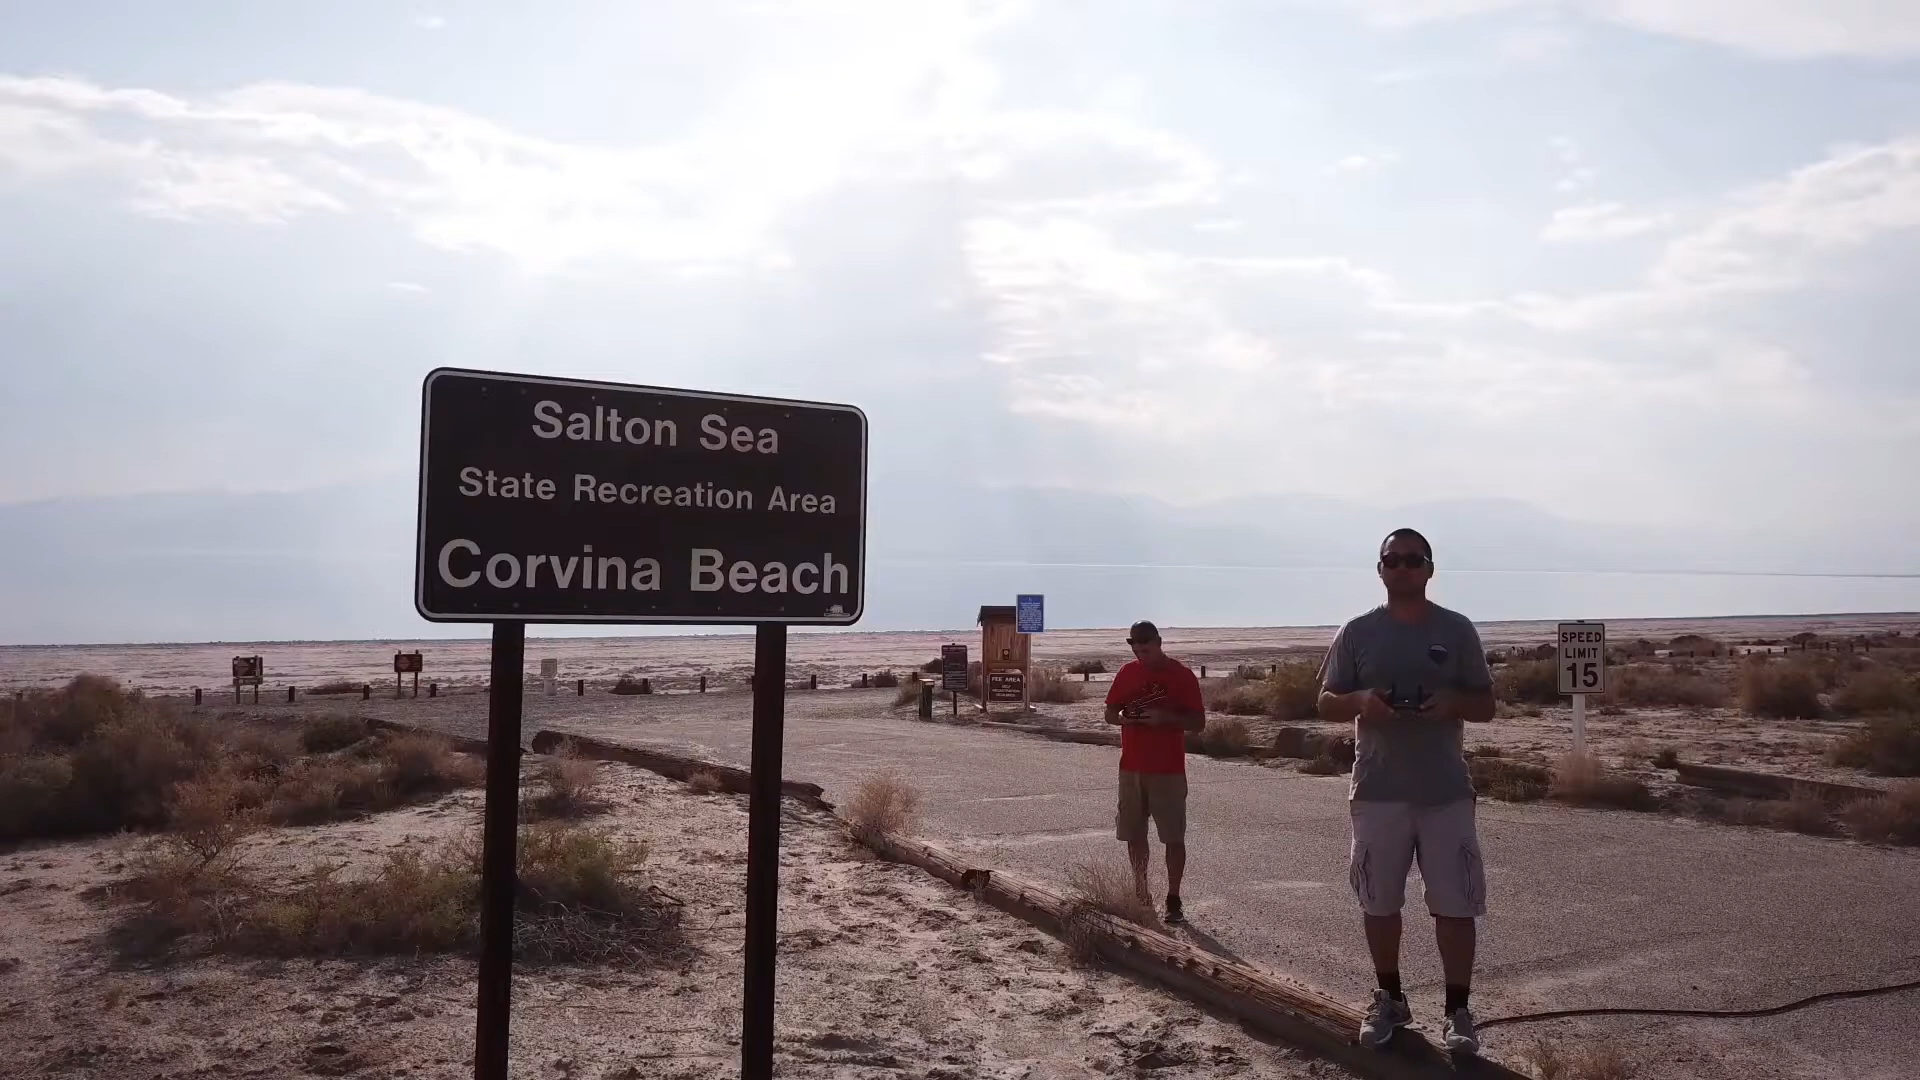 Salton Sea
State Recreation Area
Corvina Beach
SPEED
LIMIT
15
FEE AREA